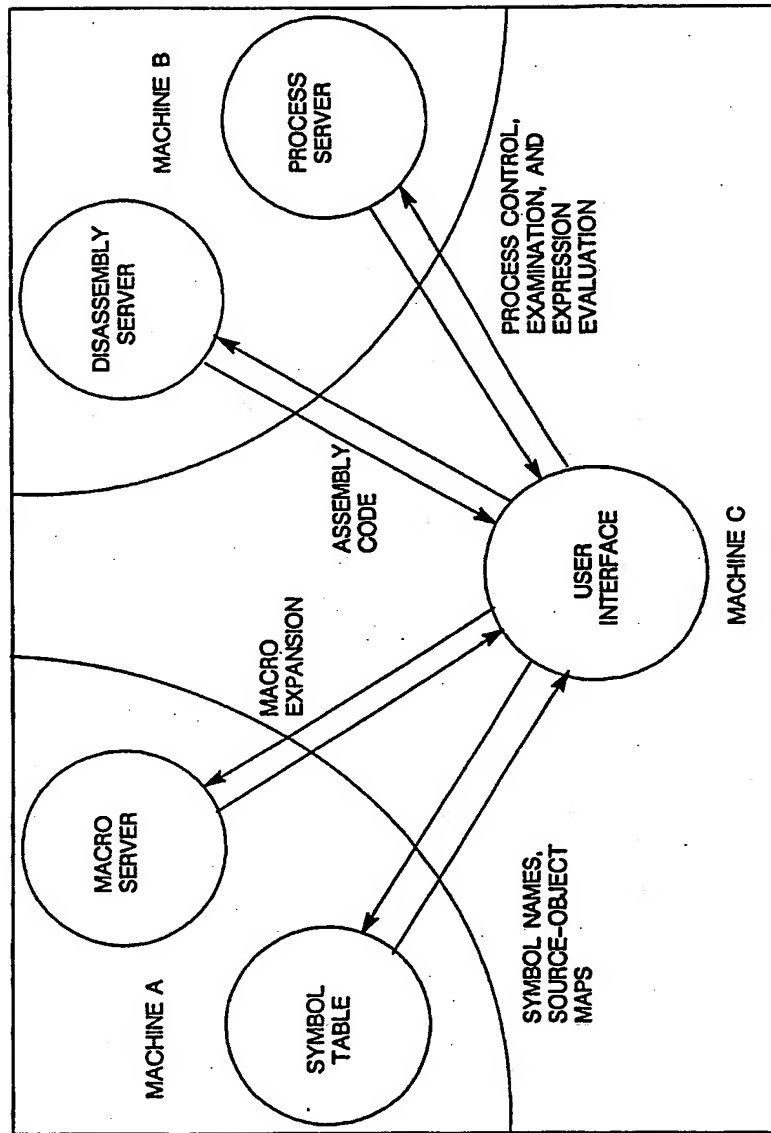 MACHINE A
MACRO
SERVER
SYMBOL
TABLE
MACRO
EXPANSION
SYMBOL NAMES,
SOURCE-OBJECT
MAPS
DISASSEMBLY
SERVER
MACHINE B
PROCESS
SERVER
ASSEMBLY
CODE
PROCESS CONTROL,
EXAMINATION, AND
EXPRESSION
EVALUATION
USER
INTERFACE
MACHINE C